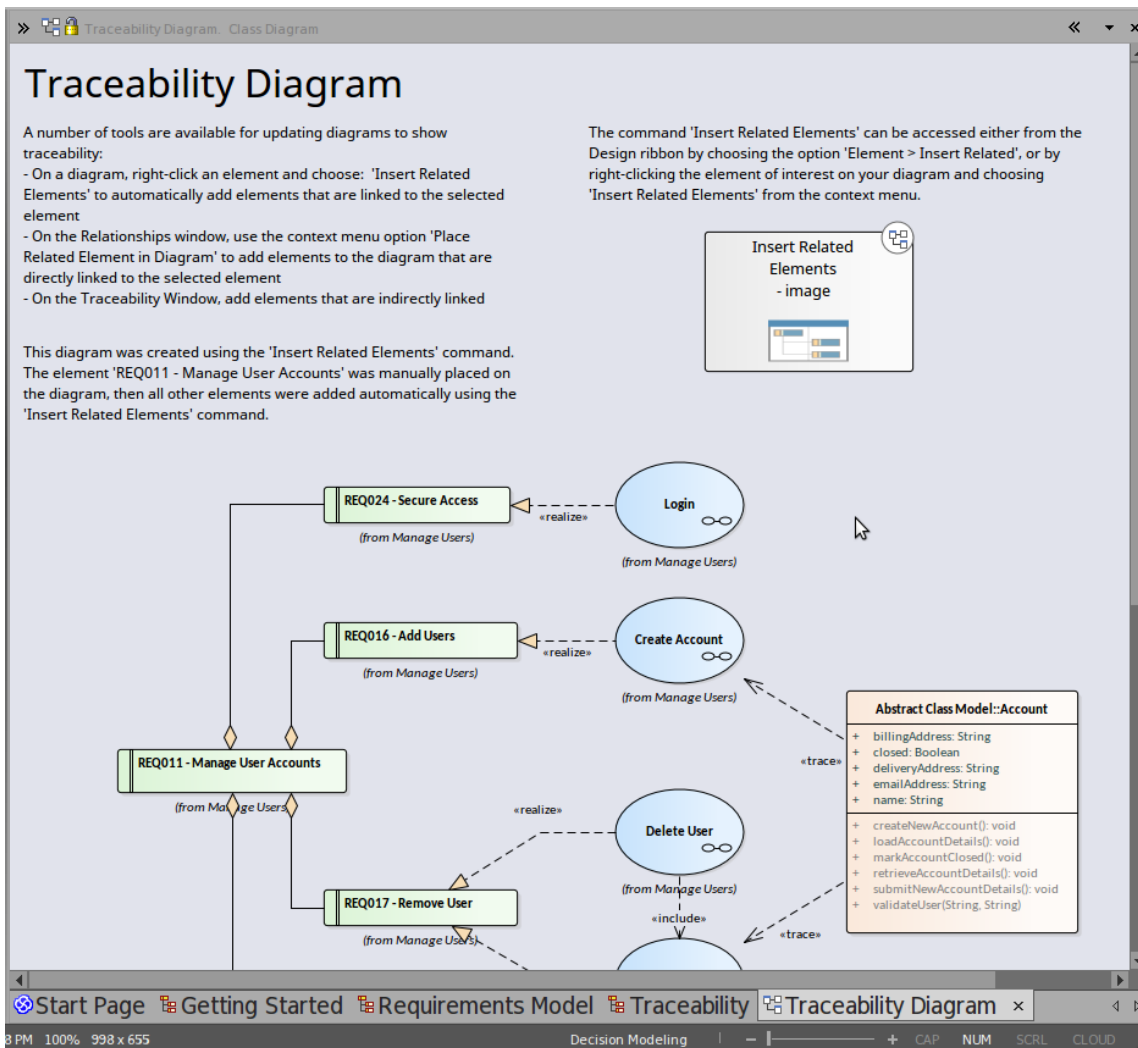 Traceability Diagram.  Class Diagram
Traceability Diagram
A number of tools are available for updating diagrams to show
traceability:
- On a diagram, right-click an element and choose:  'Insert Related
Elements' to automatically add elements that are linked to the selected
element
- On the Relationships window, use the context menu option 'Place
Related Element in Diagram' to add elements to the diagram that are
directly linked to the selected element
- On the Traceability Window, add elements that are indirectly linked
This diagram was created using the 'Insert Related Elements' command.
The element 'REQ011 - Manage User Accounts' was manually placed on
the diagram, then all other elements were added automatically using the
'Insert Related Elements' command.
The command 'Insert Related Elements' can be accessed either from the
Design ribbon by choosing the option 'Element > Insert Related', or by
right-clicking the element of interest on your diagram and choosing
'Insert Related Elements' from the context menu.
Insert Related
Elements
- image
REQ024 - Secure Access
(from Manage Users)
«realize»
Login
(from Manage Users)
REQ016 - Add Users
(from Manage Users)
«realize»
Create Account
(from Manage Users)
REQ011 - Manage User Accounts
(from Manage Users)
«trace»
Abstract Class Model::Account
+ billingAddress: String
+ closed: Boolean
+ deliveryAddress: String
+ emailAddress: String
+ name: String
+ createNewAccount(): void
+ loadAccountDetails(): void
+ markAccountClosed(): void
+ retrieveAccountDetails(): void
+ submitNewAccountDetails(): void
+ validateUser(String, String)
«realize»
Delete User
(from Manage Users)
REQ017 - Remove User
(from Manage Users)
«include»
«trace»
Start Page Getting Started Requirements Model Traceability Traceability Diagram ×
8 PM 100% 998 x 655 Decision Modeling CAP NUM SCRL CLOUD